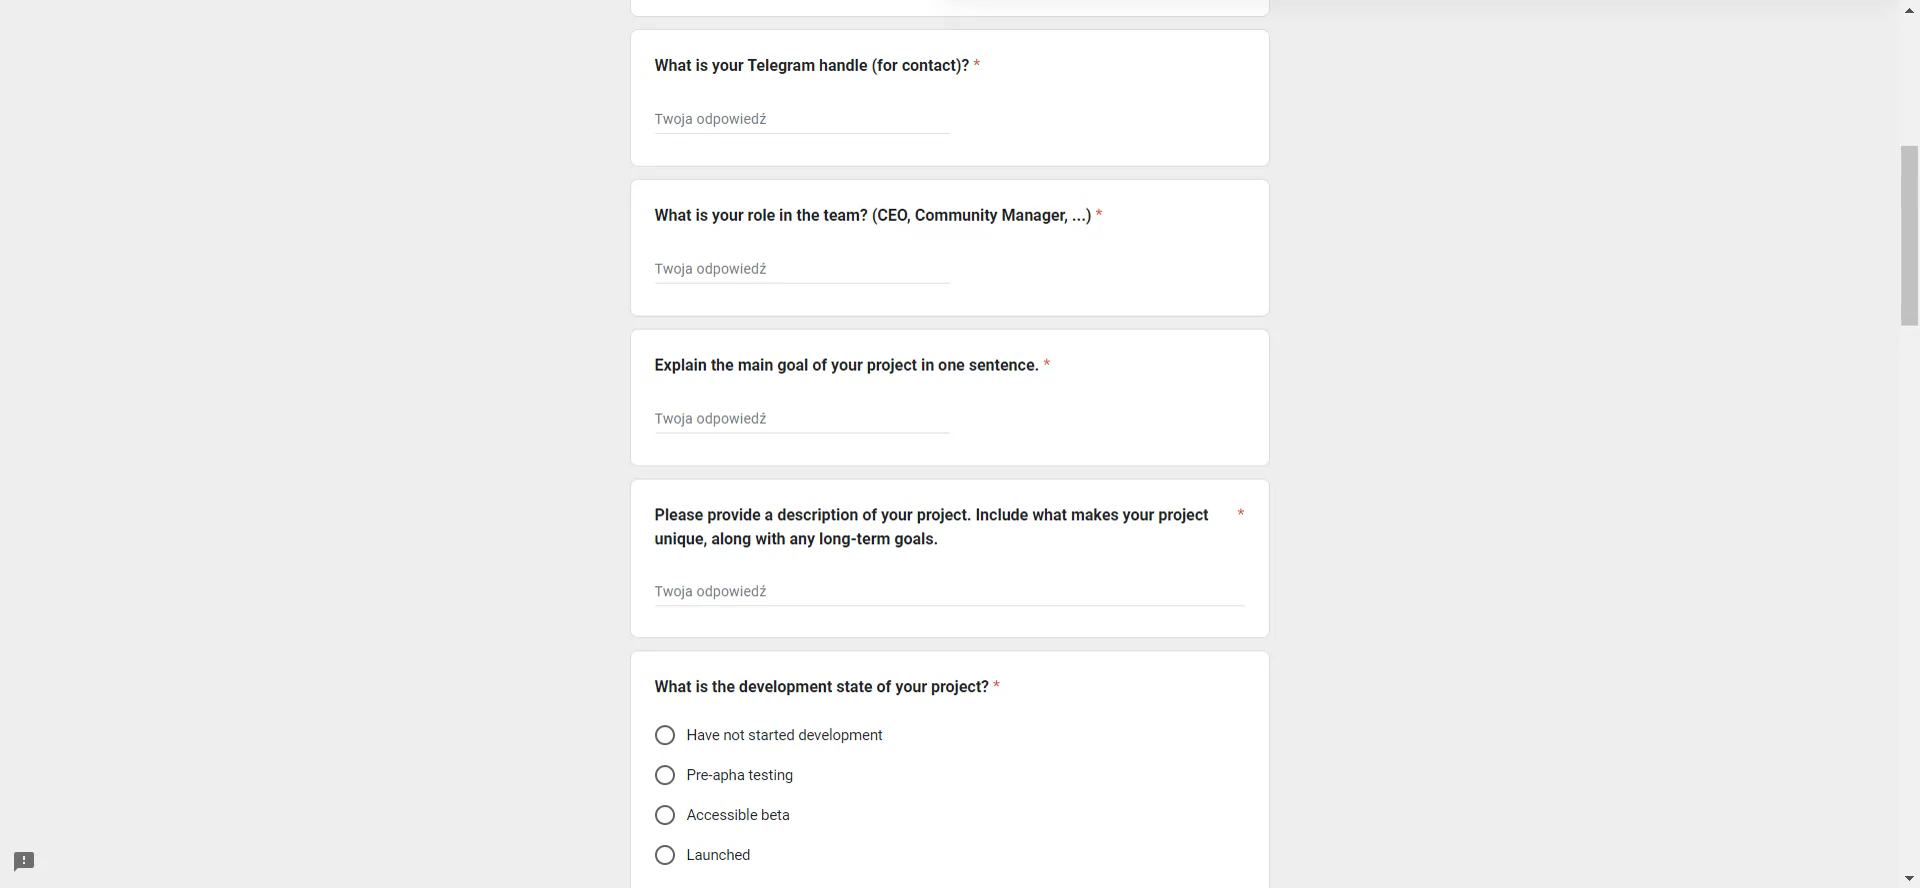 What is your Telegram handle (for contact)? *
Twoja odpowiedź
What is your role in the team? (CEO, Community Manager, ...) *
Twoja odpowiedź
Explain the main goal of your project in one sentence. *
Twoja odpowiedź
Please provide a description of your project. Include what makes your project *
unique, along with any long-term goals.
Twoja odpowiedź
What is the development state of your project? *
Have not started development
Pre-apha testing
Accessible beta
Launched